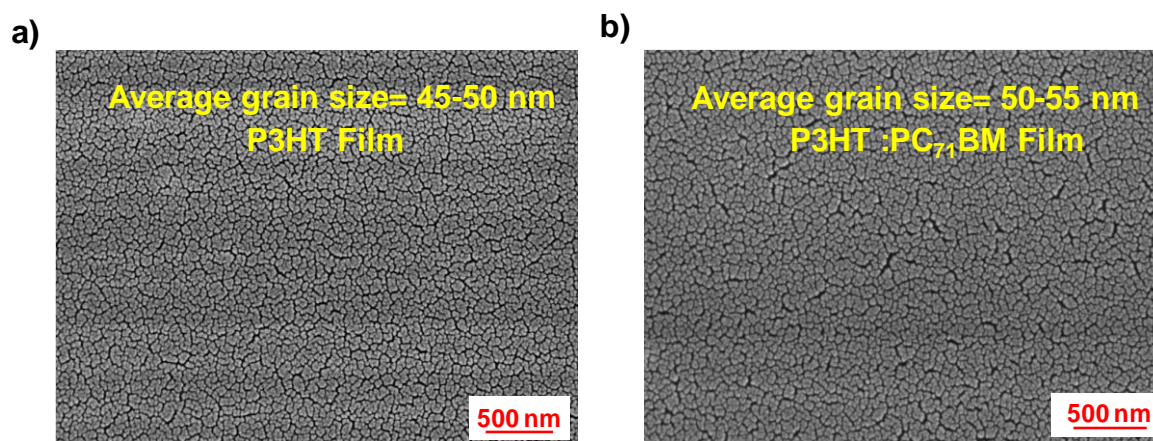 a)
Average grain size= 45-50 nm
P3HT Film
500 nm
b)
Average grain size= 50-55 nm
P3HT :PC₇₁BM Film
500 nm